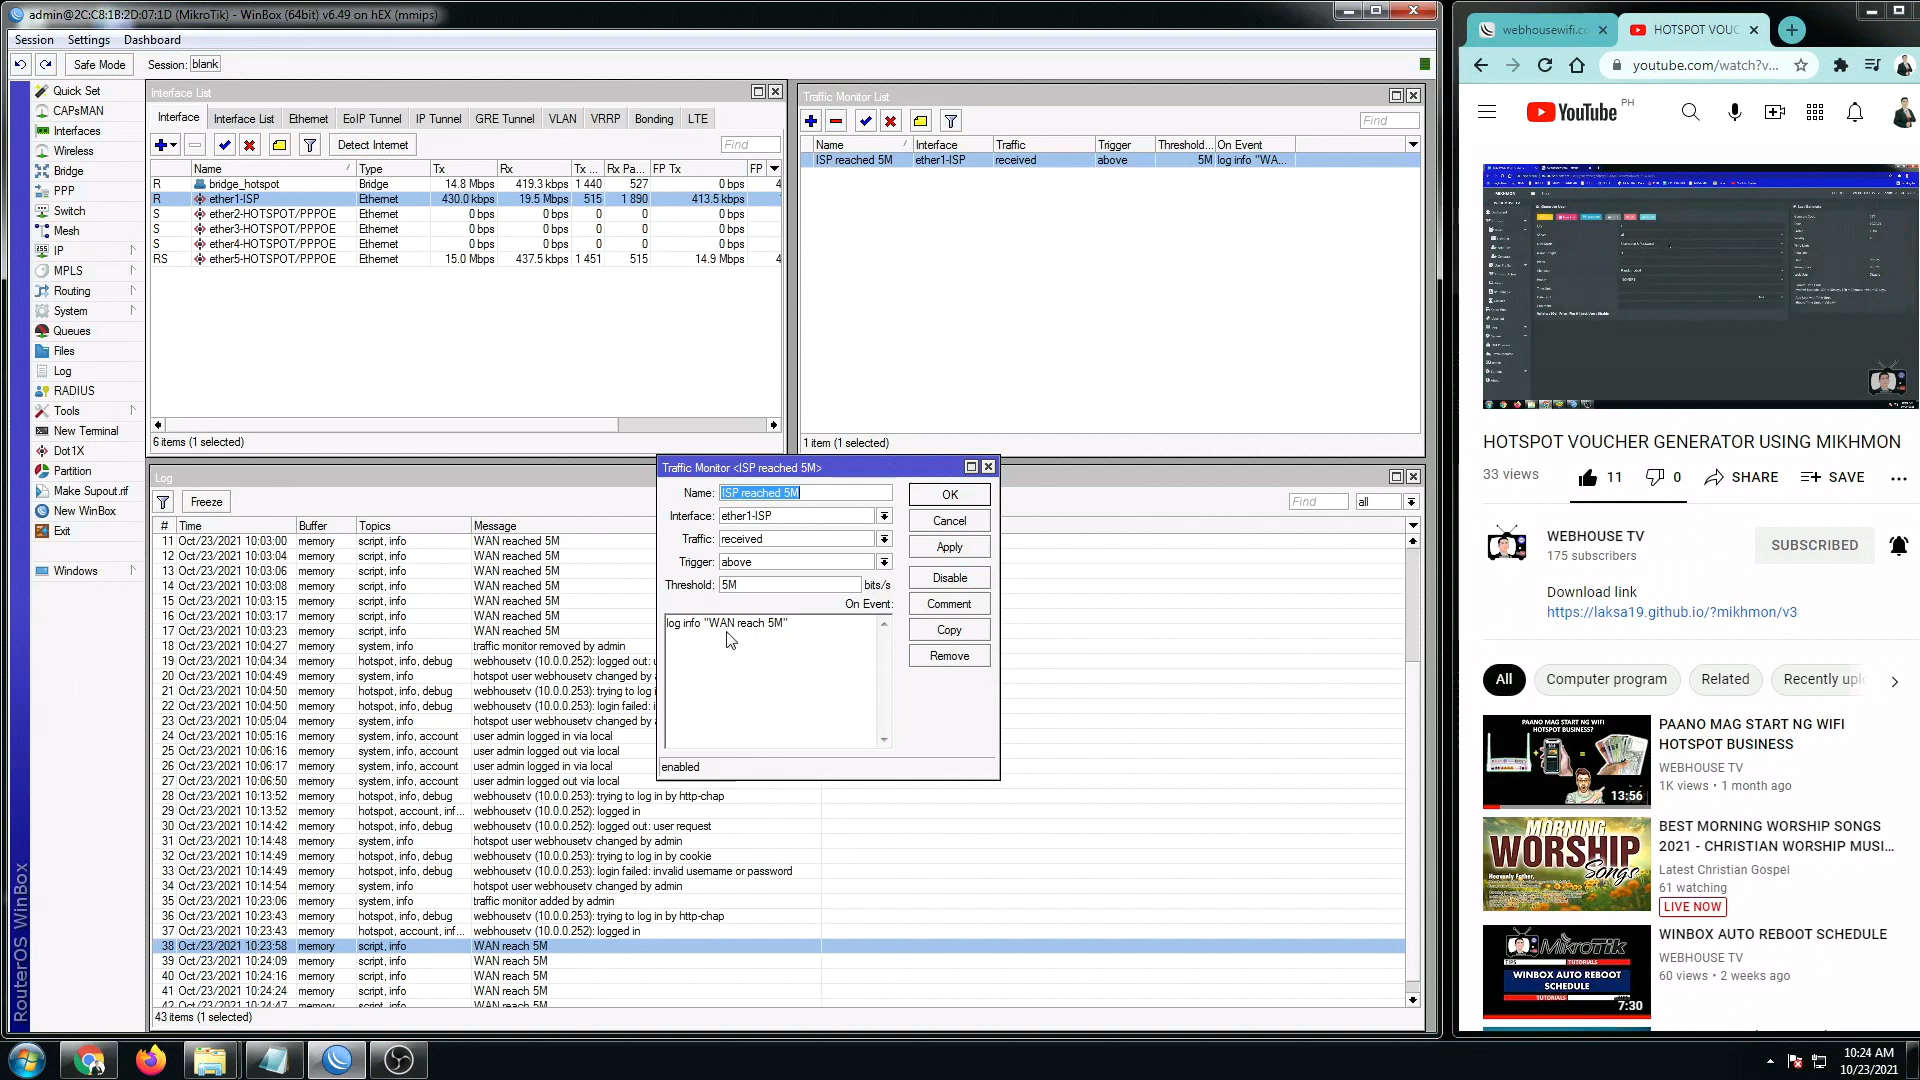 admin@2C:C8:1B:2D:07:1D (MikroTik) - WinBox (64bit) v6.49 on hEX (mmips)
Session Settings Dashboard
Safe Mode Session: blank
Quick Set
CAPsMAN
Interfaces
Wireless
Bridge
PPP
Switch
Mesh
IP
MPLS
Routing
System
Queues
Files
Log
RADIUS
Tools
New Terminal
Dot1X
Partition
Make Supout.rif
New WinBox
Exit
Windows
RouterOS WinBox
Interface List
Interface Interface List Ethernet EoIP Tunnel IP Tunnel GRE Tunnel VLAN VRRP Bonding LTE
Detect Internet Find
Name Type Tx Rx Tx ... Rx Pa... FP Tx FP
R bridge_hotspot Bridge 14.8 Mbps 419.3 kbps 1 440 527 0 bps 4
R ether1-ISP Ethernet 430.0 kbps 19.5 Mbps 515 1 890 413.5 kbps
S ether2-HOTSPOT/PPPOE Ethernet 0 bps 0 bps 0 0 0 bps
S ether3-HOTSPOT/PPPOE Ethernet 0 bps 0 bps 0 0 0 bps
S ether4-HOTSPOT/PPPOE Ethernet 0 bps 0 bps 0 0 0 bps
RS ether5-HOTSPOT/PPPOE Ethernet 15.0 Mbps 437.5 kbps 1 451 515 14.9 Mbps 4
6 items (1 selected)
Traffic Monitor List
Find
Name Interface Traffic Trigger Threshold... On Event
ISP reached 5M ether1-ISP received above 5M log info "WA...
1 item (1 selected)
Log
Freeze Find all
# Time Buffer Topics Message
11 Oct/23/2021 10:03:00 memory script, info WAN reached 5M
12 Oct/23/2021 10:03:04 memory script, info WAN reached 5M
13 Oct/23/2021 10:03:06 memory script, info WAN reached 5M
14 Oct/23/2021 10:03:08 memory script, info WAN reached 5M
15 Oct/23/2021 10:03:15 memory script, info WAN reached 5M
16 Oct/23/2021 10:03:17 memory script, info WAN reached 5M
17 Oct/23/2021 10:03:23 memory script, info WAN reached 5M
18 Oct/23/2021 10:04:27 memory system, info traffic monitor removed by admin
19 Oct/23/2021 10:04:34 memory hotspot, info, debug webhousetv (10.0.0.252): logged out: u
20 Oct/23/2021 10:04:49 memory system, info hotspot user webhousetv changed by a
21 Oct/23/2021 10:04:50 memory hotspot, info, debug webhousetv (10.0.0.253): trying to log i
22 Oct/23/2021 10:04:50 memory hotspot, info, debug webhousetv (10.0.0.253): login failed: i
23 Oct/23/2021 10:05:04 memory system, info hotspot user webhousetv changed by a
24 Oct/23/2021 10:05:16 memory system, info, account user admin logged in via local
25 Oct/23/2021 10:06:16 memory system, info, account user admin logged out via local
26 Oct/23/2021 10:06:17 memory system, info, account user admin logged in via local
27 Oct/23/2021 10:06:50 memory system, info, account user admin logged out via local
28 Oct/23/2021 10:13:52 memory hotspot, info, debug webhousetv (10.0.0.253): trying to log in by http-chap
29 Oct/23/2021 10:13:52 memory hotspot, account, inf... webhousetv (10.0.0.252): logged in
30 Oct/23/2021 10:14:42 memory hotspot, info, debug webhousetv (10.0.0.252): logged out: user request
31 Oct/23/2021 10:14:48 memory system, info hotspot user webhousetv changed by admin
32 Oct/23/2021 10:14:49 memory hotspot, info, debug webhousetv (10.0.0.253): trying to log in by cookie
33 Oct/23/2021 10:14:49 memory hotspot, info, debug webhousetv (10.0.0.253): login failed: invalid username or password
34 Oct/23/2021 10:14:54 memory system, info hotspot user webhousetv changed by admin
35 Oct/23/2021 10:23:06 memory system, info traffic monitor added by admin
36 Oct/23/2021 10:23:43 memory hotspot, info, debug webhousetv (10.0.0.253): trying to log in by http-chap
37 Oct/23/2021 10:23:43 memory hotspot, account, inf... webhousetv (10.0.0.252): logged in
38 Oct/23/2021 10:23:58 memory script, info WAN reach 5M
39 Oct/23/2021 10:24:09 memory script, info WAN reach 5M
40 Oct/23/2021 10:24:16 memory script, info WAN reach 5M
41 Oct/23/2021 10:24:24 memory script, info WAN reach 5M
42 Oct/23/2021 10:24:47 memory script, info WAN reach 5M
43 items (1 selected)
Traffic Monitor <ISP reached 5M>
Name: ISP reached 5M
Interface: ether1-ISP
Traffic: received
Trigger: above
Threshold: 5M bits/s
On Event:
log info "WAN reach 5M"
enabled
OK
Cancel
Apply
Disable
Comment
Copy
Remove
webhousewifi.co HOTSPOT VOUC
youtube.com/watch?v...
YouTube PH
MIKHMON
HOTSPOT VOUCHER GENERATOR USING MIKHMON
33 views 11 0 SHARE SAVE
WEBHOUSE TV
175 subscribers
SUBSCRIBED
Download link
https://laksa19.github.io/?mikhmon/v3
All Computer program Related Recently uplo
PAANO MAG START NG WIFI HOTSPOT BUSINESS?
13:56
PAANO MAG START NG WIFI
HOTSPOT BUSINESS
WEBHOUSE TV
1K views • 1 month ago
MORNING
WORSHIP
Songs
Heavenly Father,
BEST MORNING WORSHIP SONGS
2021 - CHRISTIAN WORSHIP MUSI...
Latest Christian Gospel
61 watching
LIVE NOW
MikroTik
TIPS TUTORIALS
WINBOX AUTO REBOOT
SCHEDULE
TUTORIALS TIPS
7:30
WINBOX AUTO REBOOT SCHEDULE
WEBHOUSE TV
60 views • 2 weeks ago
10:24 AM
10/23/2021